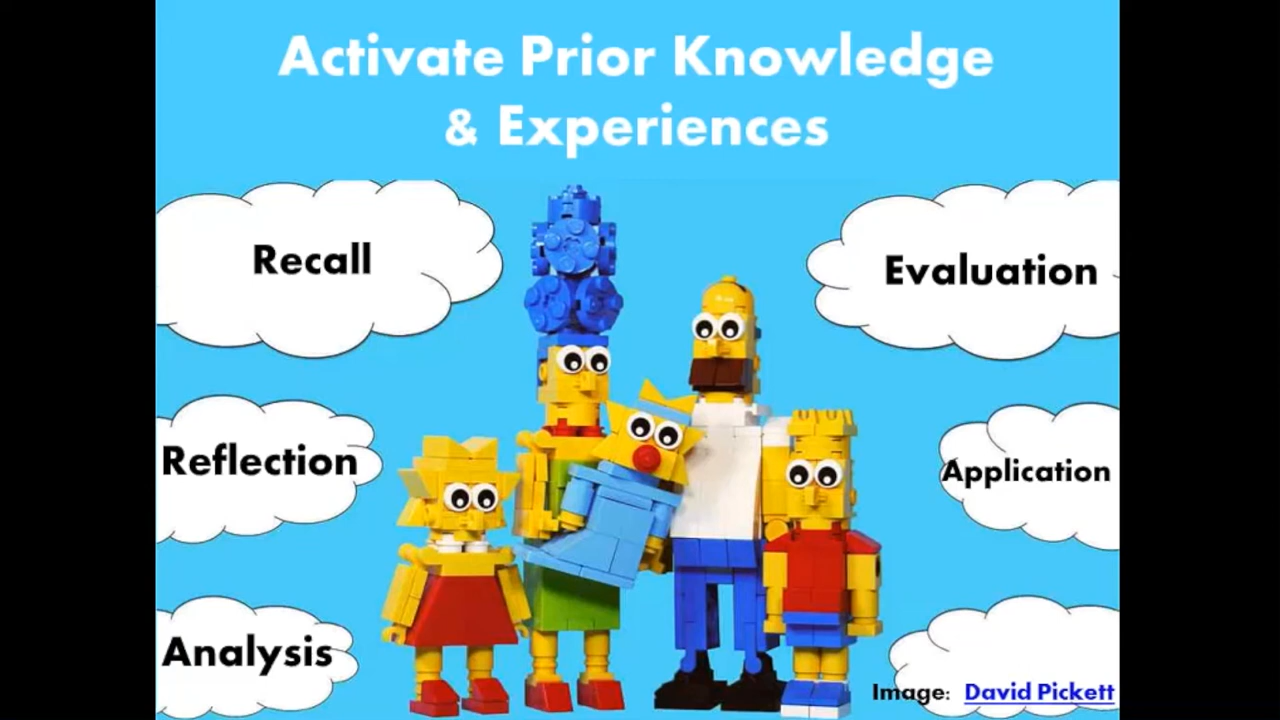 Activate Prior Knowledge
& Experiences
Recall
Evaluation
Reflection
Application
Analysis
Image: David Pickett